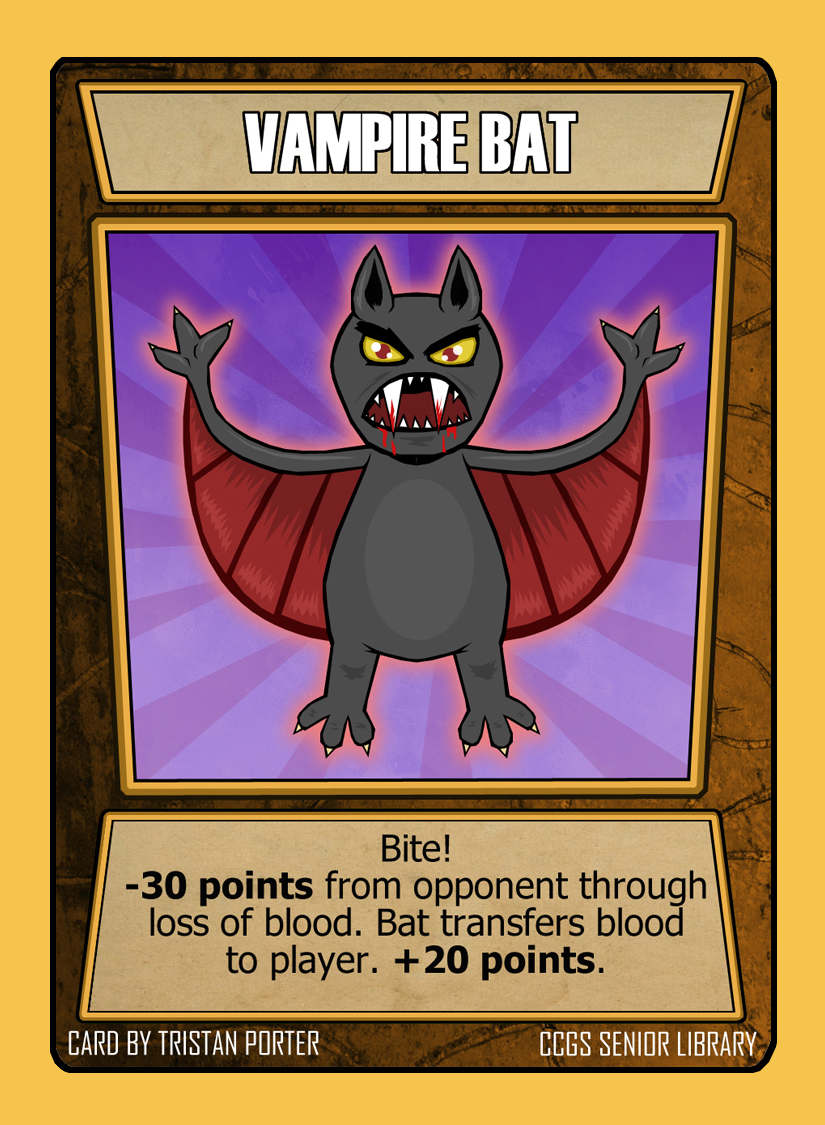 VAMPIRE BAT
Bite!
-30 points from opponent through
loss of blood. Bat transfers blood
to player. +20 points.
CARD BY TRISTAN PORTER
CCGS SENIOR LIBRARY